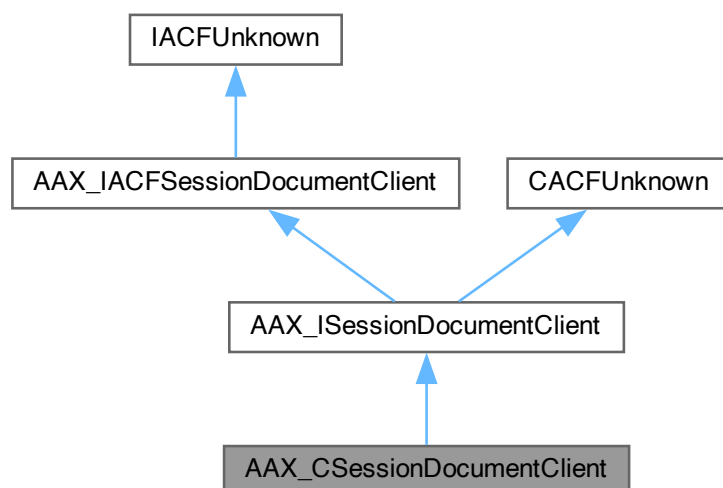 IACFUnknown
AAX_IACFSessionDocumentClient
CACFUnknown
AAX_ISessionDocumentClient
AAX_CSessionDocumentClient